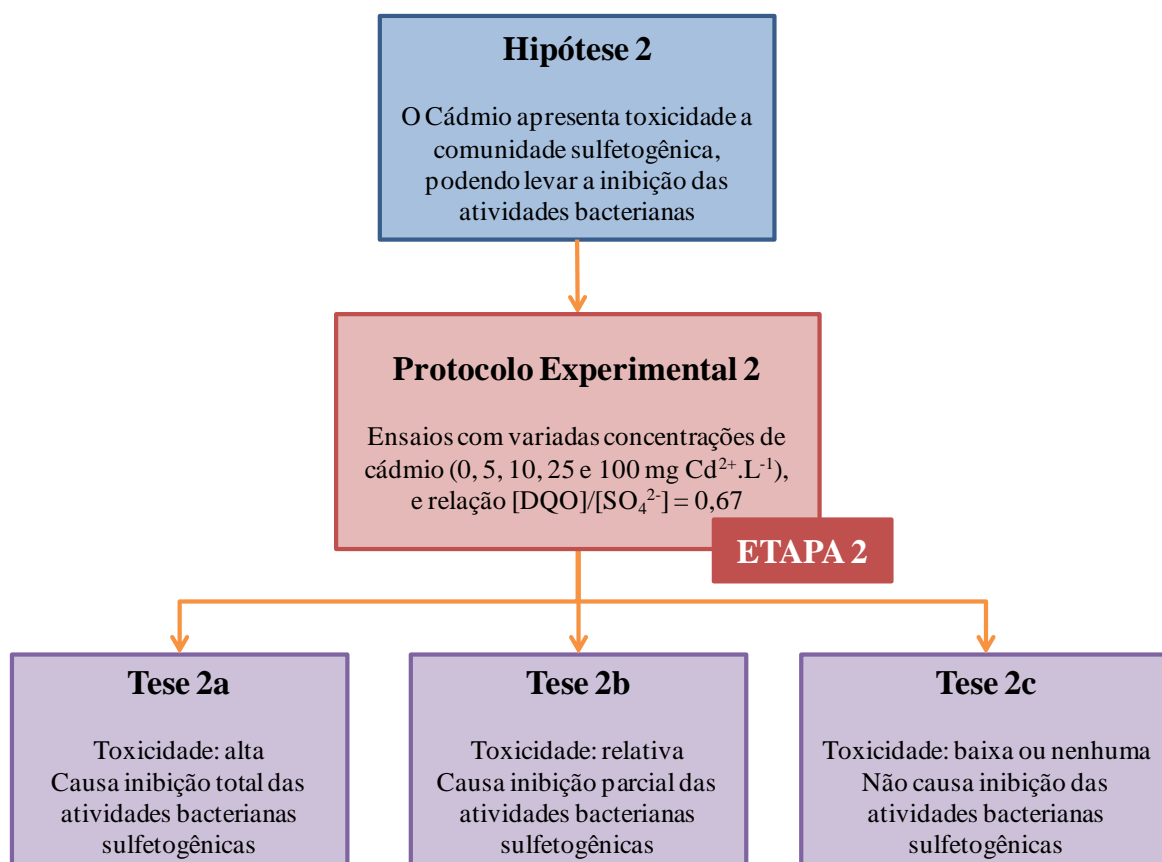 Hipótese 2
O Cádmio apresenta toxicidade a
comunidade sulfetogênica,
podendo levar a inibição das
atividades bacterianas
Protocolo Experimental 2
Ensaios com variadas concentrações de
cádmio (0, 5, 10, 25 e 100 mg Cd²⁺.L⁻¹),
e relação [DQO]/[SO₄²⁻] = 0,67
ETAPA 2
Tese 2a
Toxicidade: alta
Causa inibição total das
atividades bacterianas
sulfetogênicas
Tese 2b
Toxicidade: relativa
Causa inibição parcial das
atividades bacterianas
sulfetogênicas
Tese 2c
Toxicidade: baixa ou nenhuma
Não causa inibição das
atividades bacterianas
sulfetogênicas